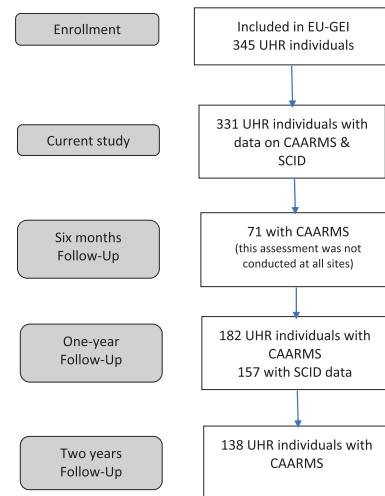 Enrollment
Included in EU-GEI
345 UHR individuals
Current study
331 UHR individuals with
data on CAARMS &
SCID
Six months
Follow-Up
71 with CAARMS
(this assessment was not
conducted at all sites)
One-year
Follow-Up
182 UHR individuals with
CAARMS
157 with SCID data
Two years
Follow-Up
138 UHR individuals with
CAARMS